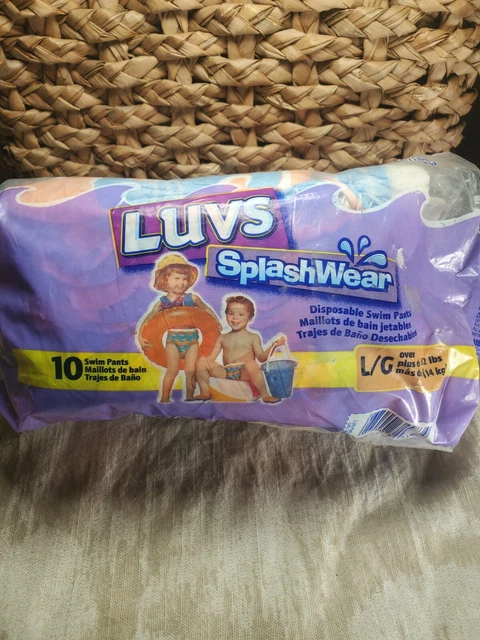 LUVS
SplashWear
Disposable Swim Pants
Maillots de bain jetables
Trajes de Baño Desechables
10
Swim Pants
Maillots de bain
Trajes de Baño
L/G
over
plus
lbs
más
(14 kg